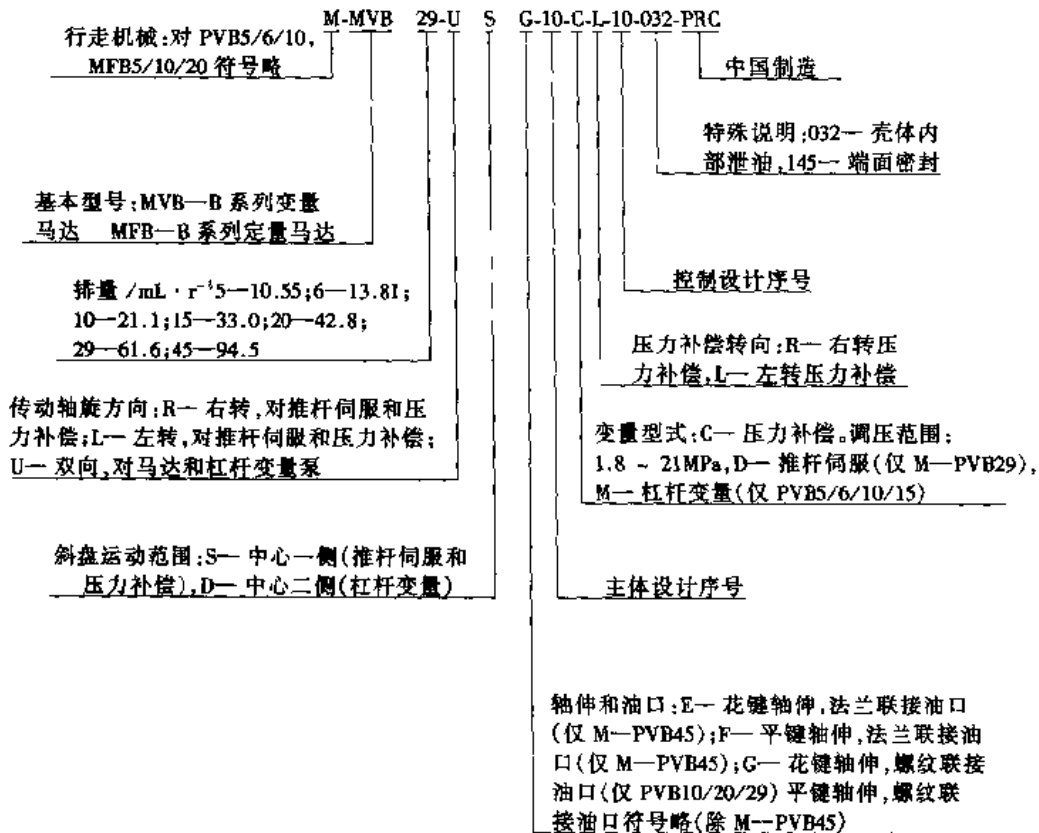 M-MVB 29-U S G-10-C-L-10-032-PRC
行走机械:对 PVB5/6/10,
MFB5/10/20 符号略
中国制造
特殊说明;032— 壳体内
部泄油,145— 端面密封
基本型号:MVB—B 系列变量
马达 MFB—B 系列定量马达
控制设计序号
排量 /mL · r⁻¹5—10.55;6—13.81;
10—21.1;15—33.0;20—42.8;
29—61.6;45—94.5
压力补偿转向:R— 右转压
力补偿,L— 左转压力补偿
传动轴旋方向:R— 右转,对推杆伺服和压
力补偿;L— 左转,对推杆伺服和压力补偿;
U— 双向,对马达和杠杆变量泵
变量型式:C— 压力补偿。调压范围:
1.8 ~ 21MPa,D— 推杆伺服(仅 M—PVB29),
M— 杠杆变量(仅 PVB5/6/10/15)
斜盘运动范围:S— 中心一侧(推杆伺服和
压力补偿),D— 中心二侧(杠杆变量)
主体设计序号
轴伸和油口:E— 花键轴伸,法兰联接油口
(仅 M—PVB45);F— 平键轴伸,法兰联接油
口(仅 M—PVB45);G— 花键轴伸,螺纹联接
油口(仅 PVB10/20/29) 平键轴伸,螺纹联
接油口符号略(除 M--PVB45)